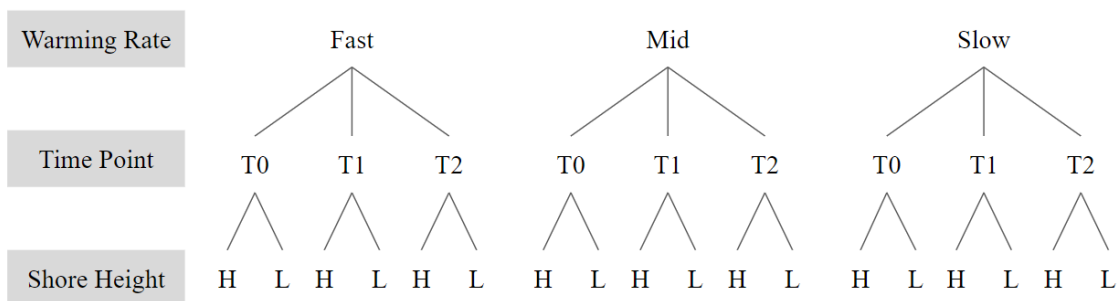 Warming Rate Fast Mid Slow
Time Point T0 T1 T2 T0 T1 T2 T0 T1 T2
Shore Height H L H L H L H L H L H L H L H L H L